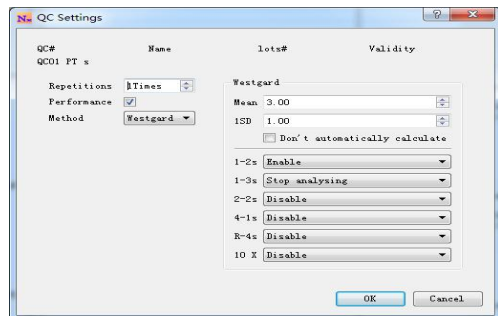 QC Settings
QC# Name lots# Validity
QC01 PT s
Repetitions 1Times
Performance
Method Westgard
Westgard
Mean 3.00
1SD 1.00
Don't automatically calculate
1-2s Enable
1-3s Stop analysing
2-2s Disable
4-1s Disable
R-4s Disable
10 X Disable
OK Cancel